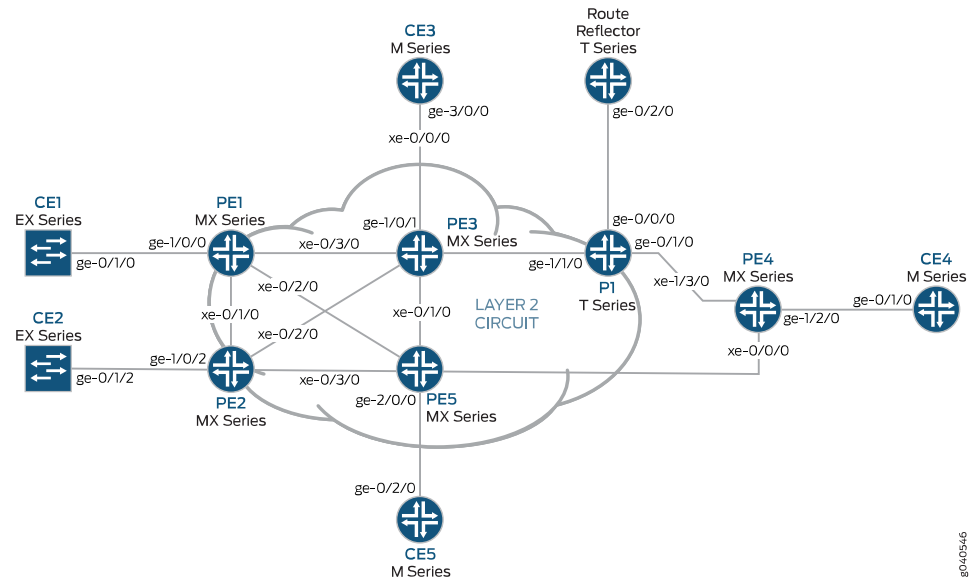 CE3
M Series
ge-3/0/0
xe-0/0/0
Route
Reflector
T Series
ge-0/2/0
CE1
EX Series
ge-0/1/0
PE1
MX Series
ge-1/0/0
xe-0/3/0
ge-1/0/1
PE3
MX Series
ge-0/0/0
ge-0/1/0
ge-1/1/0
P1
T Series
xe-1/3/0
PE4
MX Series
ge-1/2/0
xe-0/0/0
CE4
M Series
ge-0/1/0
xe-0/2/0
xe-0/1/0
xe-0/2/0
xe-0/1/0
LAYER 2
CIRCUIT
CE2
EX Series
ge-0/1/2
ge-1/0/2
PE2
MX Series
xe-0/3/0
ge-2/0/0
PE5
MX Series
ge-0/2/0
CE5
M Series
g040546